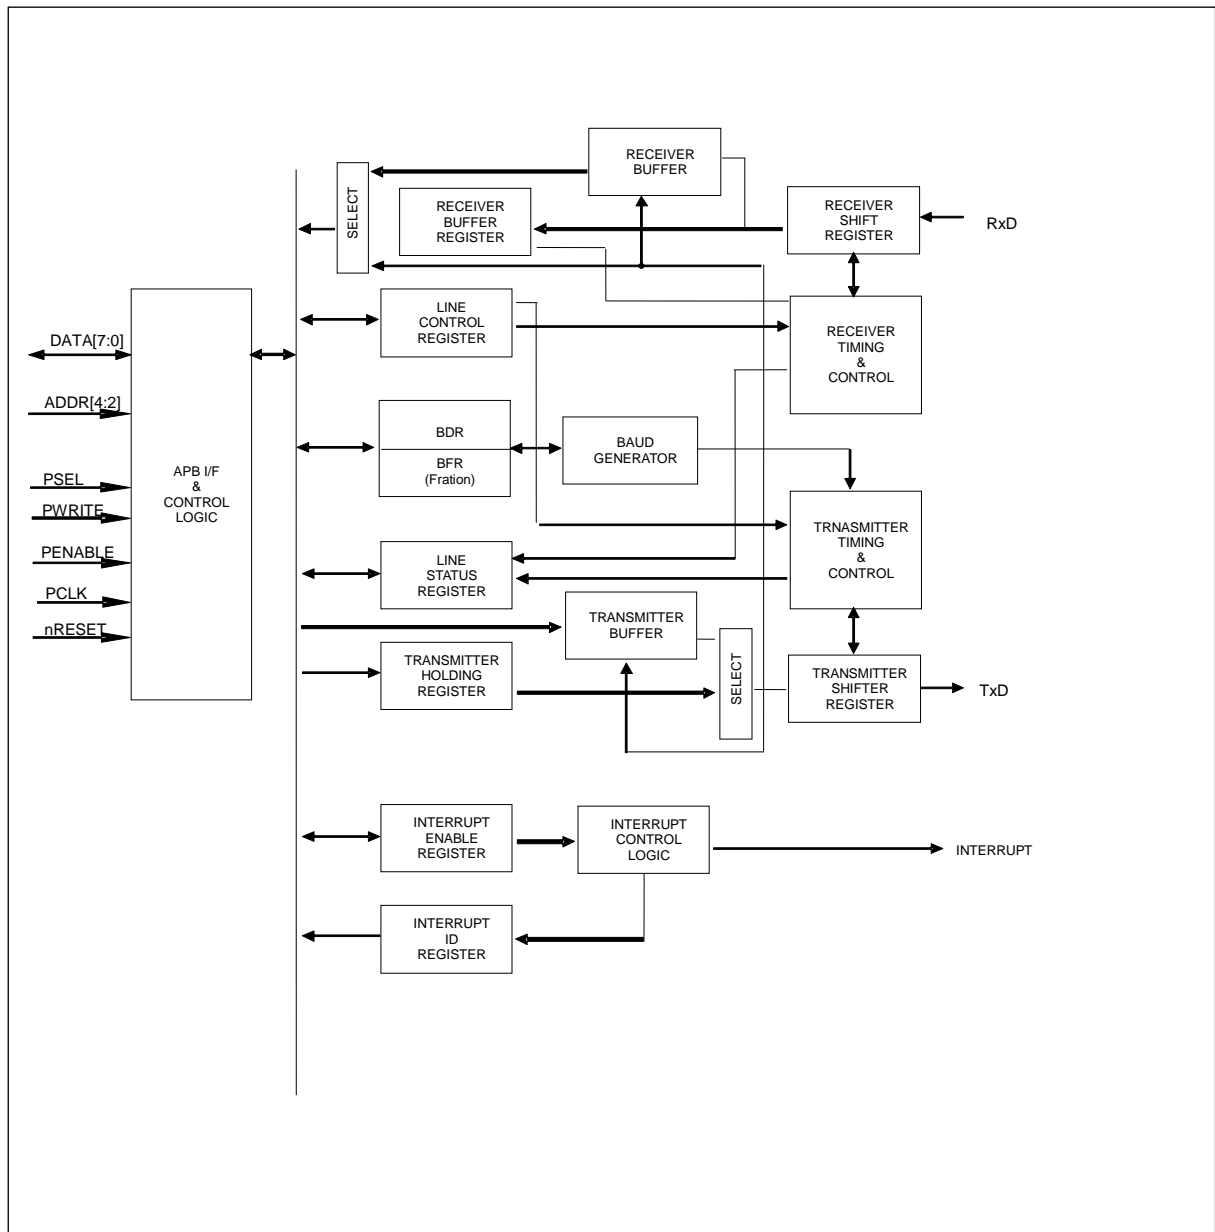 RECEIVER
BUFFER
SELECT
RECEIVER
BUFFER
REGISTER
RECEIVER
SHIFT
REGISTER
RxD
DATA[7:0]
ADDR[4:2]
PSEL
PWRITE
PENABLE
PCLK
nRESET
APB I/F
&
CONTROL
LOGIC
LINE
CONTROL
REGISTER
RECEIVER
TIMING
&
CONTROL
BDR
BFR
(Fration)
BAUD
GENERATOR
TRNASMITTER
TIMING
&
CONTROL
LINE
STATUS
REGISTER
TRANSMITTER
BUFFER
TRANSMITTER
HOLDING
REGISTER
SELECT
TRANSMITTER
SHIFTER
REGISTER
TxD
INTERRUPT
ENABLE
REGISTER
INTERRUPT
CONTROL
LOGIC
INTERRUPT
INTERRUPT
ID
REGISTER